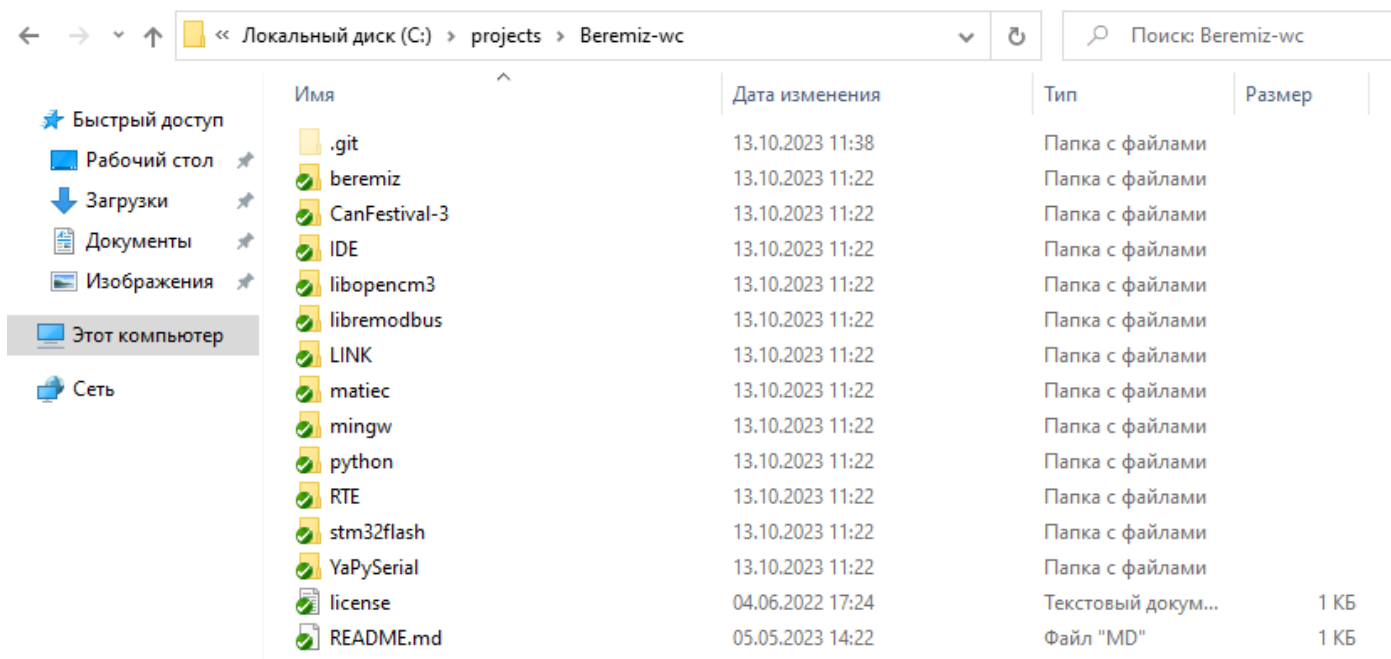 « Локальный диск (C:) › projects › Beremiz-wc
Поиск: Beremiz-wc
Имя Дата изменения Тип Размер
Быстрый доступ
Рабочий стол
Загрузки
Документы
Изображения
Этот компьютер
Сеть
.git 13.10.2023 11:38 Папка с файлами
beremiz 13.10.2023 11:22 Папка с файлами
CanFestival-3 13.10.2023 11:22 Папка с файлами
IDE 13.10.2023 11:22 Папка с файлами
libopencm3 13.10.2023 11:22 Папка с файлами
libremodbus 13.10.2023 11:22 Папка с файлами
LINK 13.10.2023 11:22 Папка с файлами
matiec 13.10.2023 11:22 Папка с файлами
mingw 13.10.2023 11:22 Папка с файлами
python 13.10.2023 11:22 Папка с файлами
RTE 13.10.2023 11:22 Папка с файлами
stm32flash 13.10.2023 11:22 Папка с файлами
YaPySerial 13.10.2023 11:22 Папка с файлами
license 04.06.2022 17:24 Текстовый докум... 1 КБ
README.md 05.05.2023 14:22 Файл "MD" 1 КБ